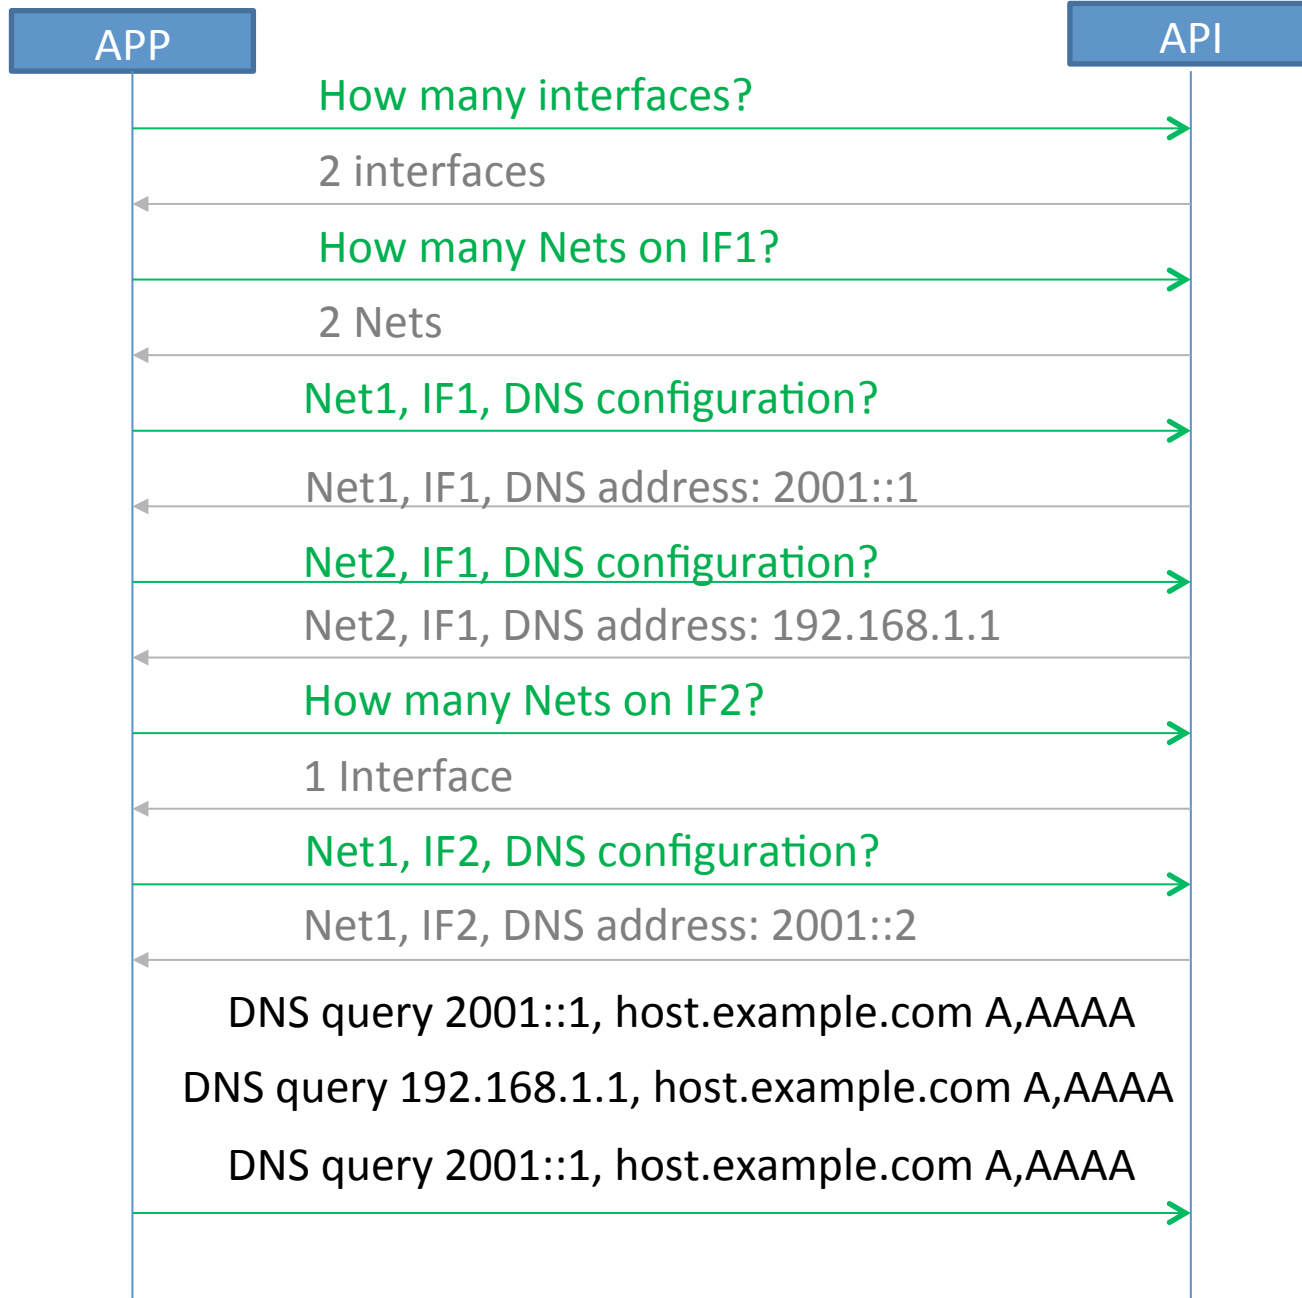 APP
API
How many interfaces?
2 interfaces
How many Nets on IF1?
2 Nets
Net1, IF1, DNS configuration?
Net1, IF1, DNS address: 2001::1
Net2, IF1, DNS configuration?
Net2, IF1, DNS address: 192.168.1.1
How many Nets on IF2?
1 Interface
Net1, IF2, DNS configuration?
Net1, IF2, DNS address: 2001::2
DNS query 2001::1, host.example.com A,AAAA
DNS query 192.168.1.1, host.example.com A,AAAA
DNS query 2001::1, host.example.com A,AAAA